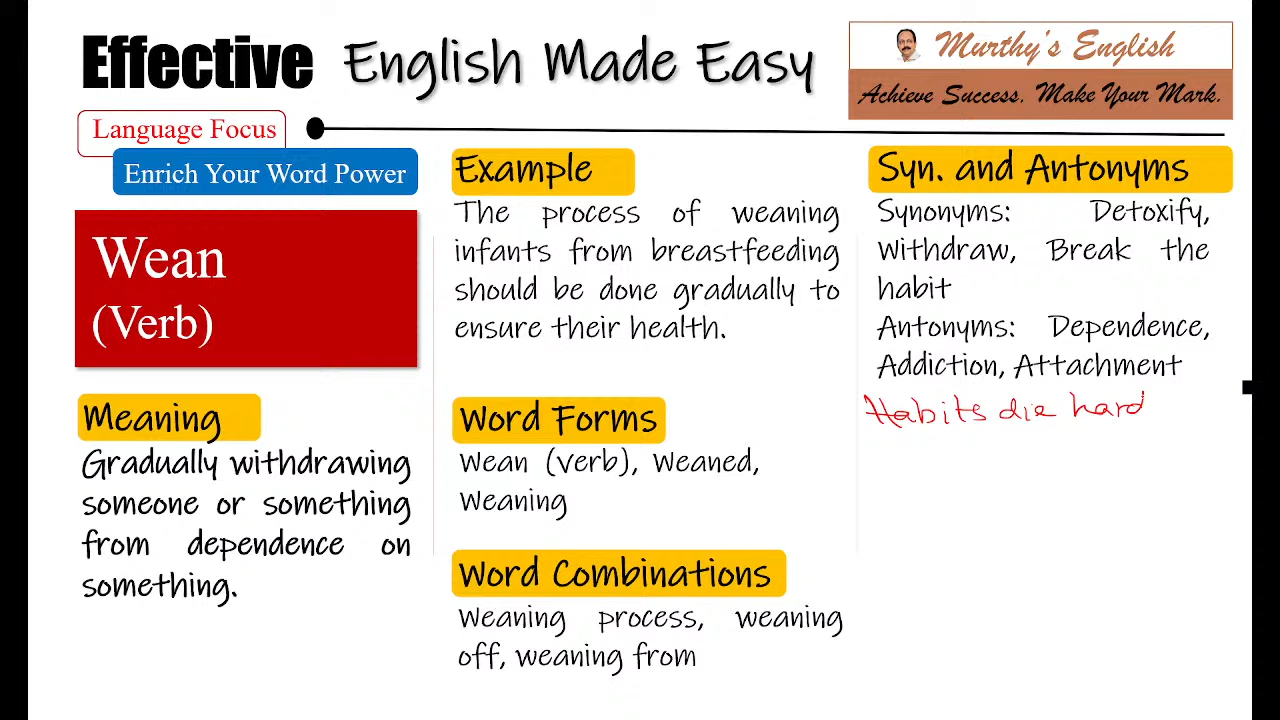 Effective English Made Easy
Murthy's English
Achieve Success. Make Your Mark.
Language Focus
Enrich Your Word Power
Wean
(Verb)
Meaning
Gradually withdrawing
someone or something
from dependence on
something.
Example
The process of weaning
infants from breastfeeding
should be done gradually to
ensure their health.
Word Forms
Wean (verb), Weaned,
Weaning
Word Combinations
Weaning process, weaning
off, weaning from
Syn. and Antonyms
Synonyms: Detoxify,
Withdraw, Break the
habit
Antonyms: Dependence,
Addiction, Attachment
Habits die hard